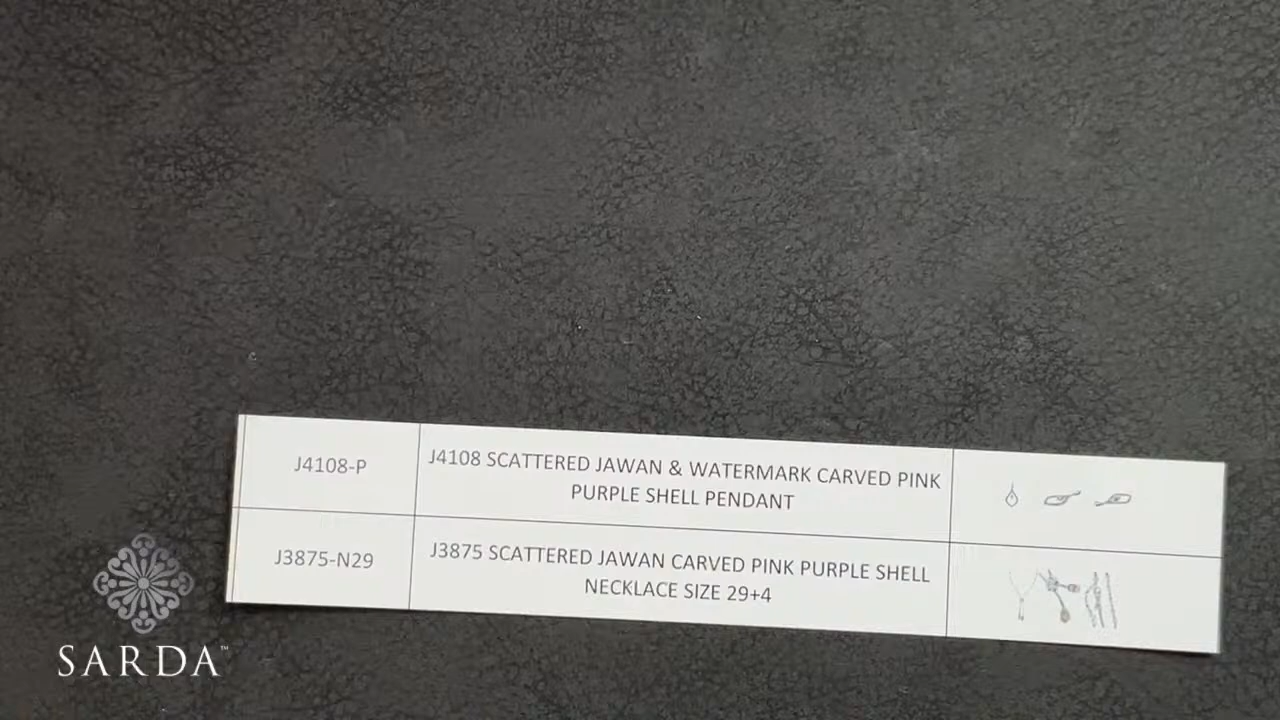 J4108-P
J4108 SCATTERED JAWAN & WATERMARK CARVED PINK
PURPLE SHELL PENDANT
J3875-N29
J3875 SCATTERED JAWAN CARVED PINK PURPLE SHELL
NECKLACE SIZE 29+4
SARDA™